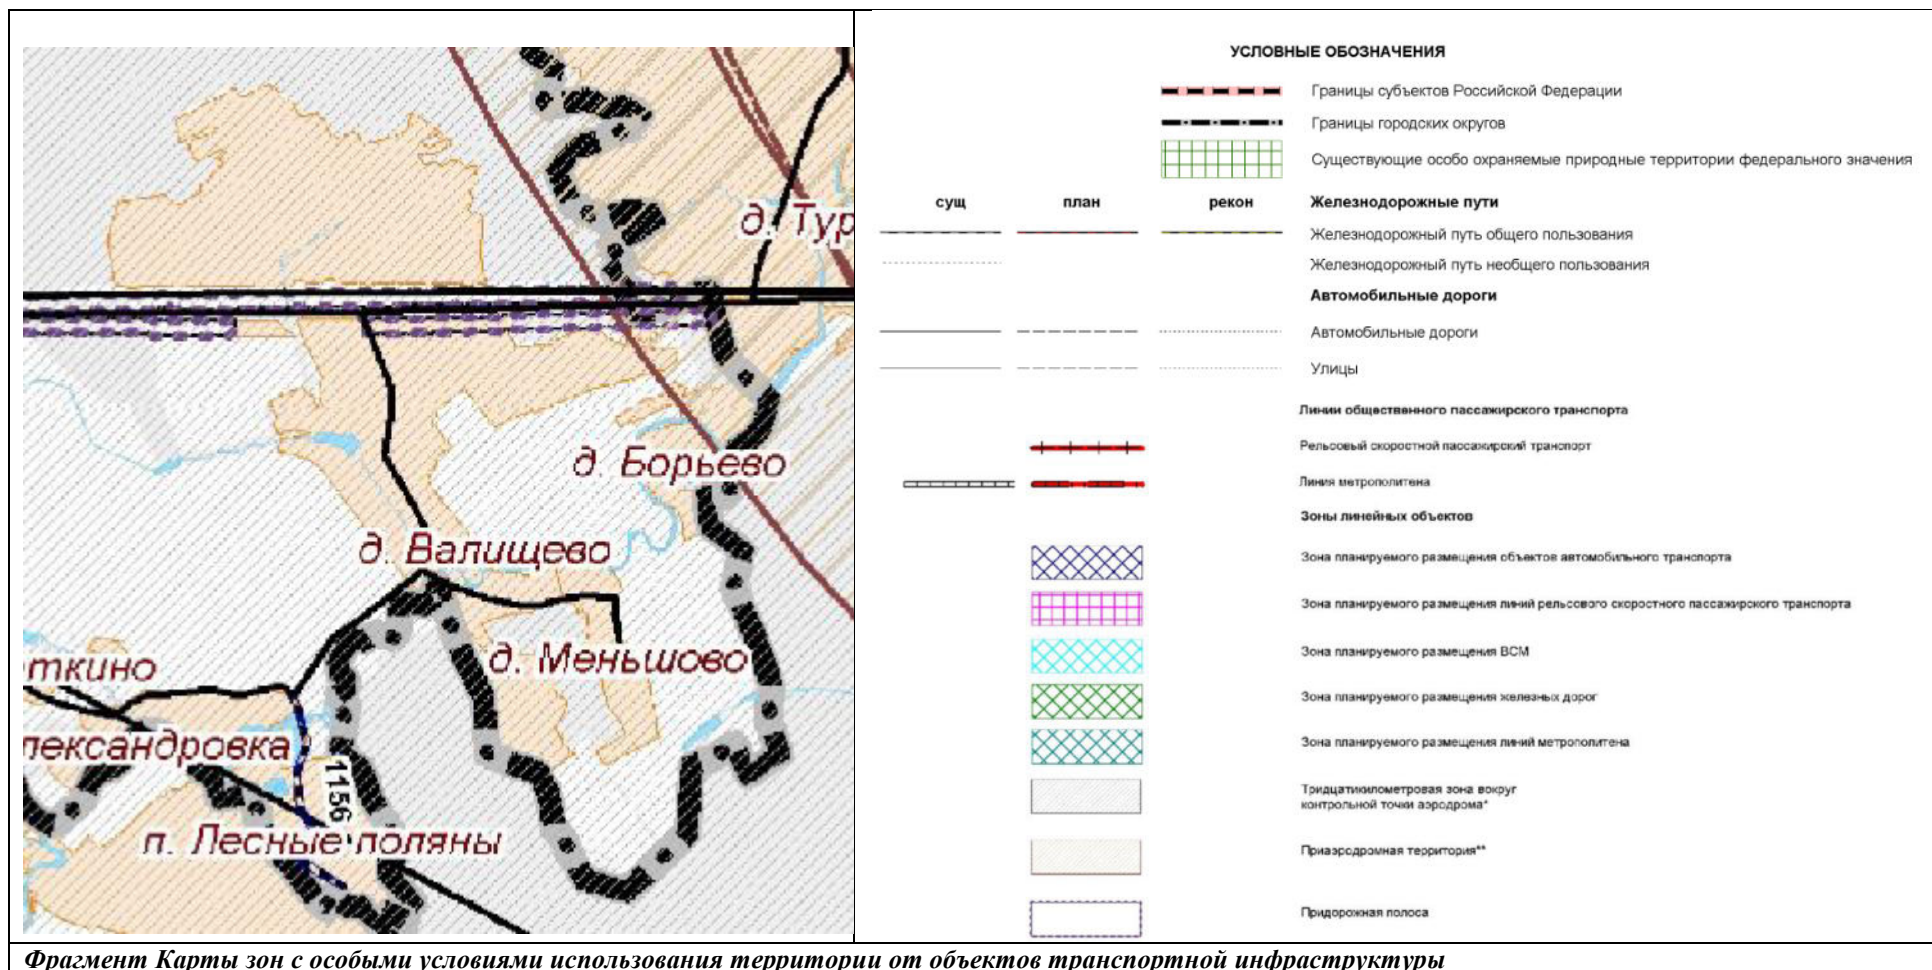 д. Тур
д. Борьево
д. Валищево
д. Меньшово
ткино
лександровка
1156
п. Лесные поляны
УСЛОВНЫЕ ОБОЗНАЧЕНИЯ
Границы субъектов Российской Федерации
Границы городских округов
Существующие особо охраняемые природные территории федерального значения
сущ план рекон Железнодорожные пути
Железнодорожный путь общего пользования
Железнодорожный путь необщего пользования
Автомобильные дороги
Автомобильные дороги
Улицы
Линии общественного пассажирского транспорта
Рельсовый скоростной пассажирский транспорт
Линия метрополитена
Зоны линейных объектов
Зона планируемого размещения объектов автомобильного транспорта
Зона планируемого размещения линий рельсового скоростного пассажирского транспорта
Зона планируемого размещения ВСМ
Зона планируемого размещения железных дорог
Зона планируемого размещения линий метрополитена
Тридцатикилометровая зона вокруг
контрольной точки аэродрома*
Приаэродромная территория**
Придорожная полоса
Фрагмент Карты зон с особыми условиями использования территории от объектов транспортной инфраструктуры